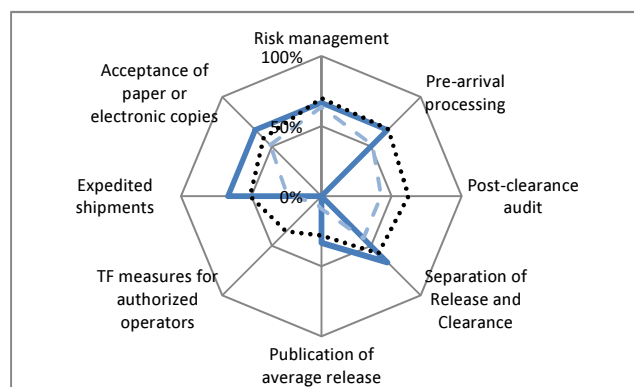 Risk management
100%
Acceptance of
paper or
electronic copies
Pre-arrival
processing
50%
Expedited
shipments
0%
Post-clearance
audit
TF measures for
authorized
operators
Separation of
Release and
Clearance
Publication of
average release